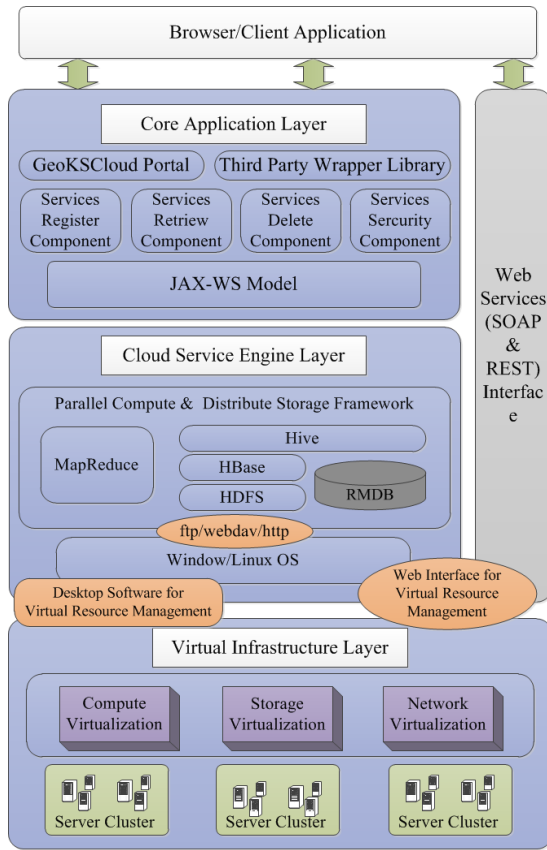 Browser/Client Application
Core Application Layer
GeoKSCloud Portal
Third Party Wrapper Library
Services
Register
Component
Services
Retriew
Component
Services
Delete
Component
Services
Sercurity
Component
JAX-WS Model
Web
Services
(SOAP
&
REST)
Interfac
e
Cloud Service Engine Layer
Parallel Compute & Distribute Storage Framework
MapReduce
Hive
HBase
HDFS
RMDB
ftp/webdav/http
Window/Linux OS
Desktop Software for
Virtual Resource Management
Web Interface for
Virtual Resource
Management
Virtual Infrastructure Layer
Compute
Virtualization
Storage
Virtualization
Network
Virtualization
Server Cluster
Server Cluster
Server Cluster